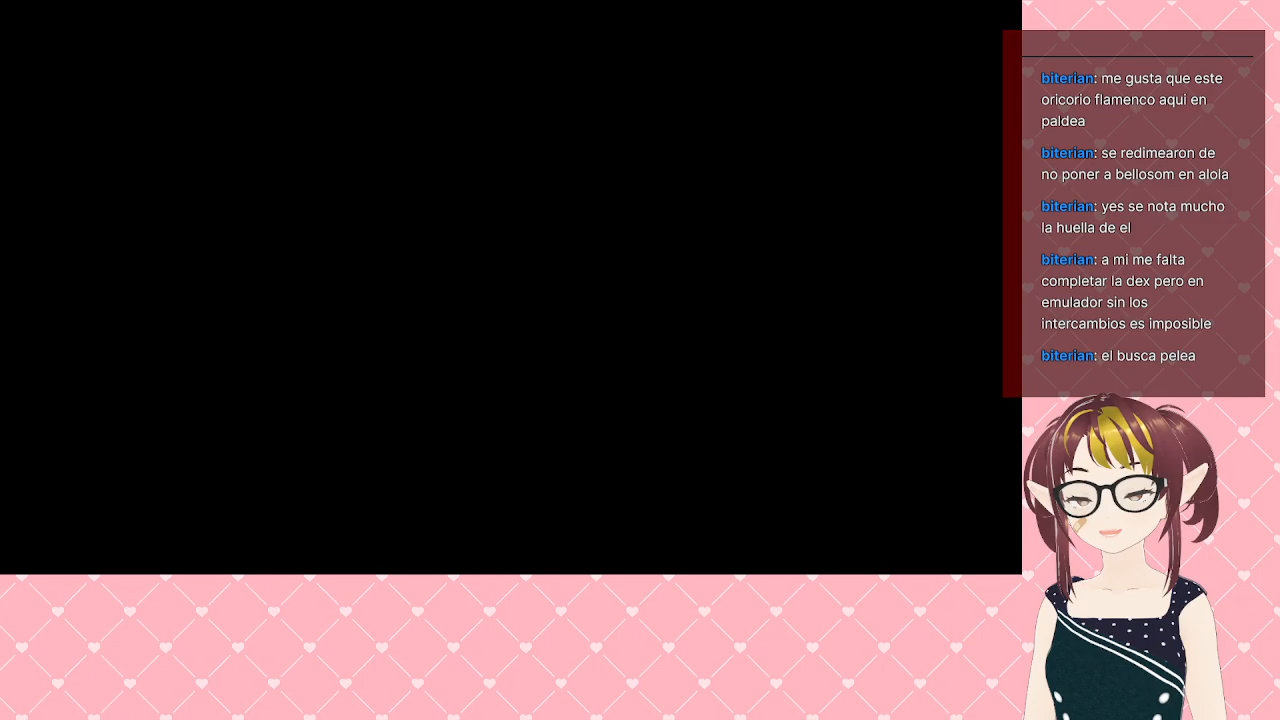 biterian: me gusta que este
oricorio flamenco aqui en
paldea
biterian: se redimearon de
no poner a bellosom en alola
biterian: yes se nota mucho
la huella de el
biterian: a mi me falta
completar la dex pero en
emulador sin los
intercambios es imposible
biterian: el busca pelea